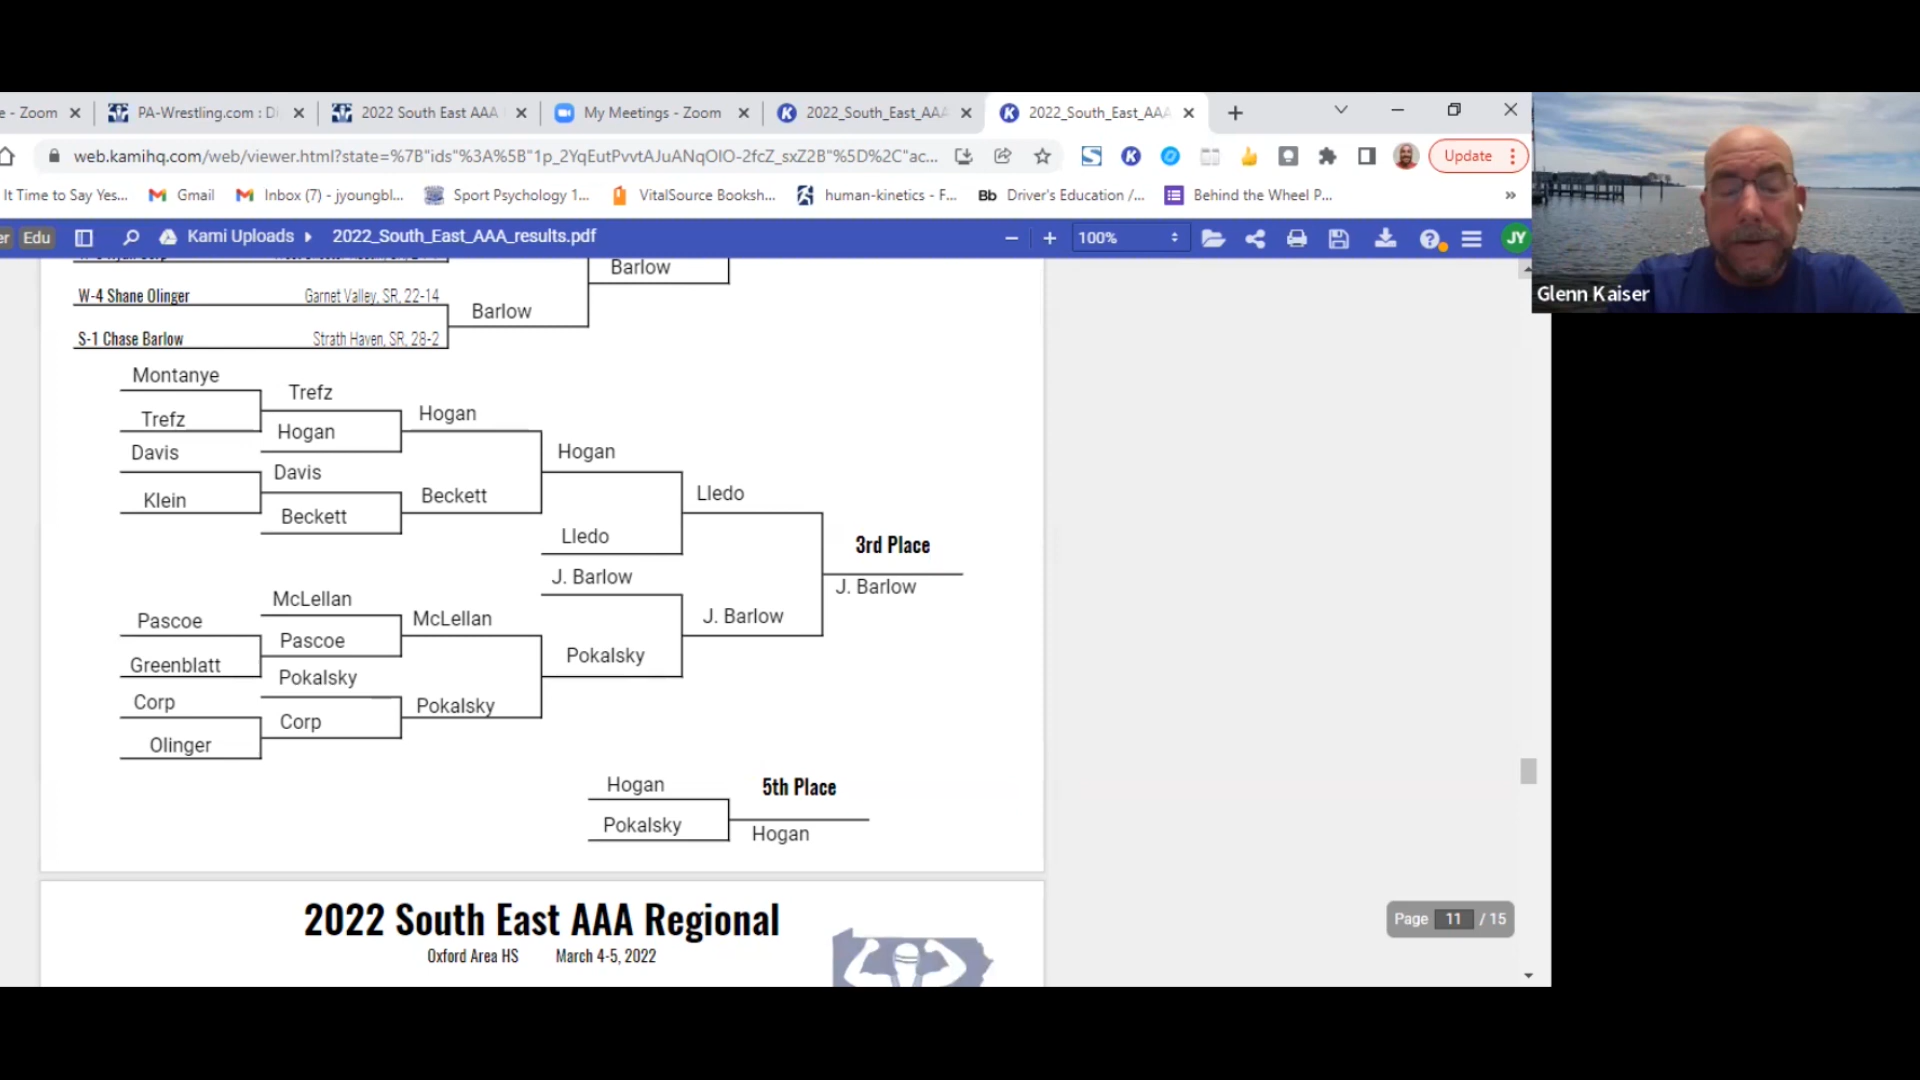 e - Zoom
PA-Wrestling.com : Di
2022 South East AAA
My Meetings - Zoom
2022_South_East_AAA
2022_South_East_AAA
web.kamihq.com/web/viewer.html?state=%7B"ids"%3A%5B"1p_2YqEutPvvtAJuANqOIO-2fcZ_sxZ2B"%5D%2C"ac...
Update
It Time to Say Yes...
Gmail
Inbox (7) - jyoungbl...
Sport Psychology 1...
VitalSource Booksh...
human-kinetics - F...
Bb Driver's Education /...
Behind the Wheel P...
»
er Edu
Kami Uploads
2022_South_East_AAA_results.pdf
100%
JY
Glenn Kaiser
Barlow
W-4 Shane Olinger Garnet Valley, SR, 22-14
Barlow
S-1 Chase Barlow Strath Haven, SR, 28-2
Montanye
Trefz
Trefz
Hogan
Hogan
Davis
Davis
Klein
Beckett
Beckett
Hogan
Lledo
Lledo
3rd Place
J. Barlow
J. Barlow
McLellan
Pascoe
McLellan
Pascoe
Greenblatt
Pokalsky
Corp
Corp
Olinger
Pokalsky
Pokalsky
J. Barlow
Hogan
5th Place
Pokalsky
Hogan
2022 South East AAA Regional
Oxford Area HS March 4-5, 2022
Page 11 / 15